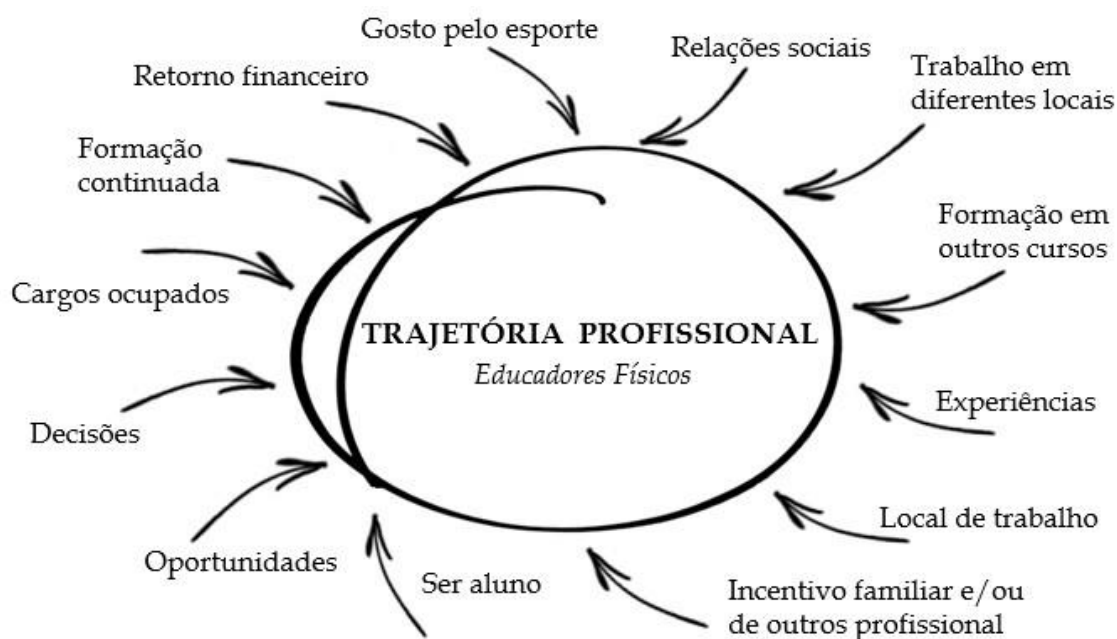 Gosto pelo esporte
Relações sociais
Retorno financeiro
Trabalho em
diferentes locais
Formação
continuada
Formação em
outros cursos
Cargos ocupados
TRAJETÓRIA PROFISSIONAL
Educadores Físicos
Experiências
Decisões
Local de trabalho
Oportunidades
Ser aluno
Incentivo familiar e/ou
de outros profissional